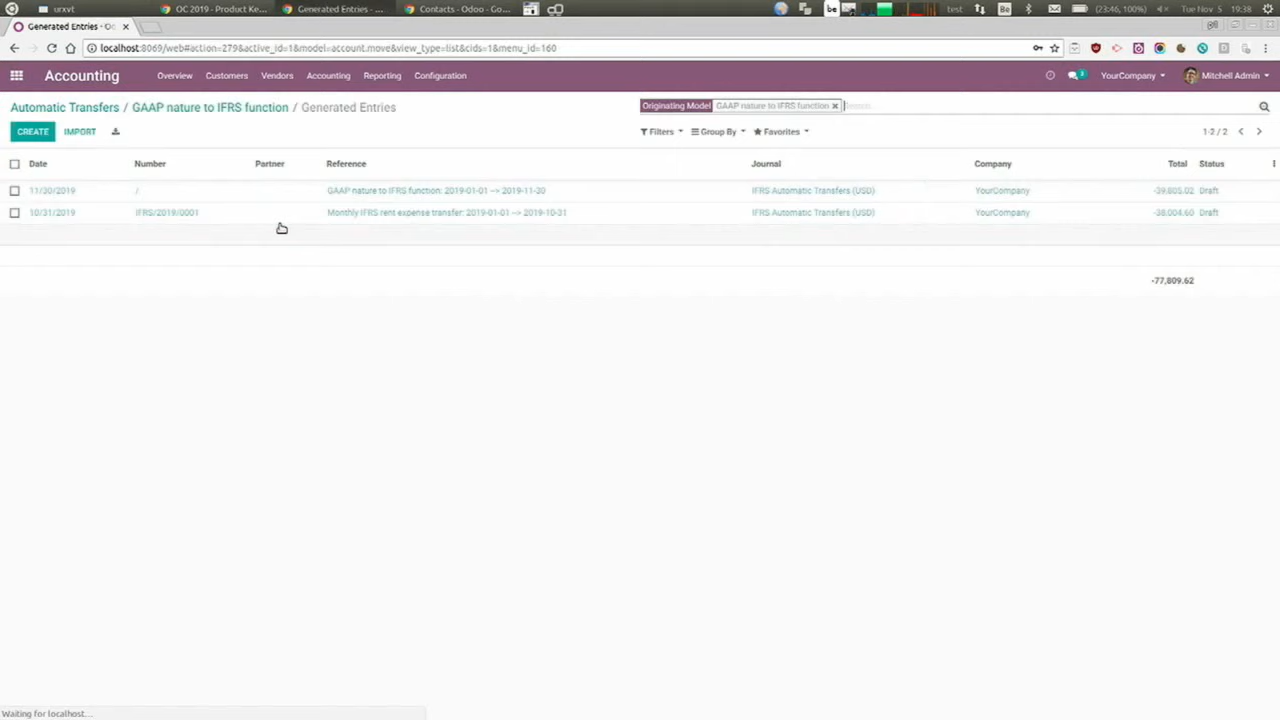 urxvt
OC 2019 - Product Ke...
Generated Entries - ...
Contacts - Odoo - Go...
be
test
Be
(23:46, 100%)
Tue Nov 5
19:38
Generated Entries - Oc
localhost:8069/web#action=279&active_id=1&model=account.move&view_type=list&cids=1&menu_id=160
Accounting
Overview
Customers
Vendors
Accounting
Reporting
Configuration
3
YourCompany
Mitchell Admin
Automatic Transfers / GAAP nature to IFRS function / Generated Entries
Originating Model GAAP nature to IFRS function × Search...
CREATE IMPORT
Filters Group By Favorites
1-2 / 2
Date Number Partner Reference Journal Company Total Status
11/30/2019 / GAAP nature to IFRS function: 2019-01-01 --> 2019-11-30 IFRS Automatic Transfers (USD) YourCompany -39,805.02 Draft
10/31/2019 IFRS/2019/0001 Monthly IFRS rent expense transfer: 2019-01-01 --> 2019-10-31 IFRS Automatic Transfers (USD) YourCompany -38,004.60 Draft
-77,809.62
Waiting for localhost...